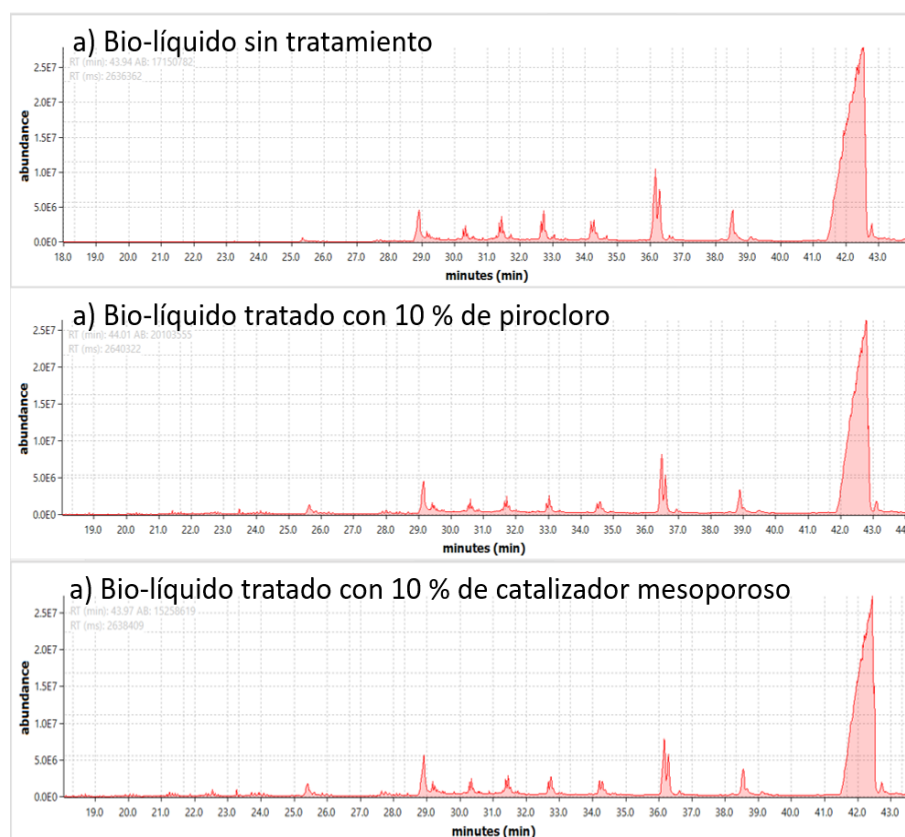 a) Bio-líquido sin tratamiento
RT (min): 43.94 AB: 17150782
RT (ms): 2636362
abundance
2.5E7
2.0E7
1.5E7
1.0E7
5.0E6
0.0E0
18.0 19.0 20.0 21.0 22.0 23.0 24.0 25.0 26.0 27.0 28.0 29.0 30.0 31.0 32.0 33.0 34.0 35.0 36.0 37.0 38.0 39.0 40.0 41.0 42.0 43.0
minutes (min)
a) Bio-líquido tratado con 10 % de pirocloro
RT (min): 44.01 AB: 20103555
RT (ms): 2640322
abundance
2.5E7
2.0E7
1.5E7
1.0E7
5.0E6
0.0E0
19.0 20.0 21.0 22.0 23.0 24.0 25.0 26.0 27.0 28.0 29.0 30.0 31.0 32.0 33.0 34.0 35.0 36.0 37.0 38.0 39.0 40.0 41.0 42.0 43.0 44
minutes (min)
a) Bio-líquido tratado con 10 % de catalizador mesoporoso
RT (min): 43.97 AB: 15258619
RT (ms): 2638409
abundance
2.5E7
2.0E7
1.5E7
1.0E7
5.0E6
0.0E0
19.0 20.0 21.0 22.0 23.0 24.0 25.0 26.0 27.0 28.0 29.0 30.0 31.0 32.0 33.0 34.0 35.0 36.0 37.0 38.0 39.0 40.0 41.0 42.0 43.0
minutes (min)